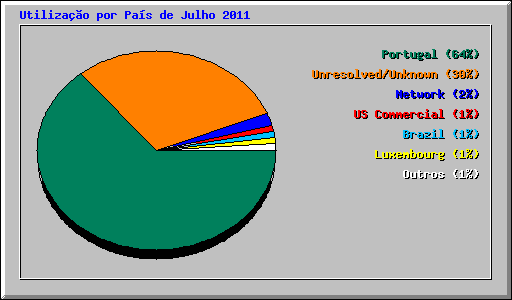 Utilização por País de Julho 2011
Portugal (64%)
Unresolved/Unknown (30%)
Network (2%)
US Commercial (1%)
Brazil (1%)
Luxembourg (1%)
Outros (1%)